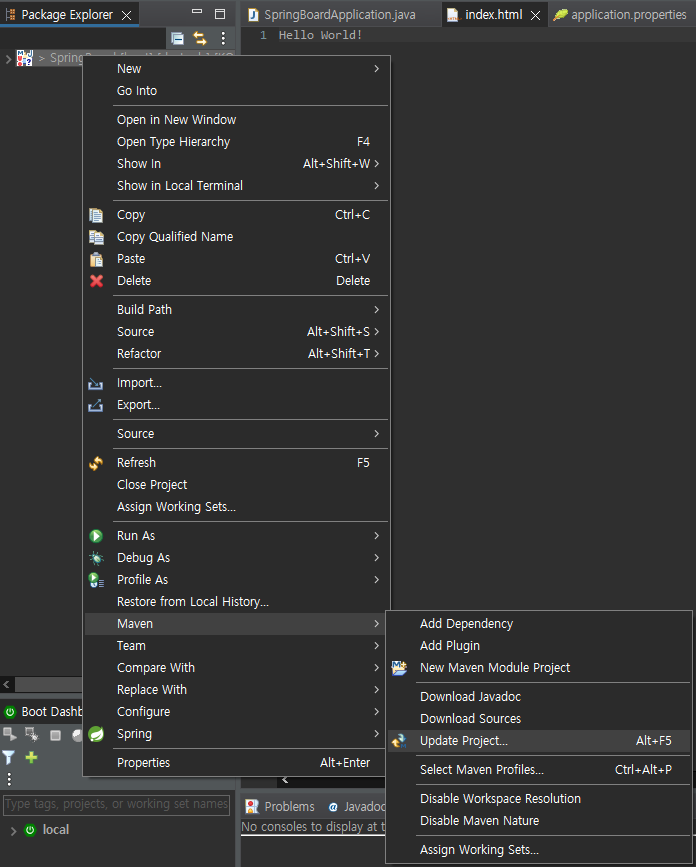 Package Explorer
SpringBoardApplication.java
index.html
application.properties
1 Hello World!
New
Go Into
Open in New Window
Open Type Hierarchy F4
Show In Alt+Shift+W
Show in Local Terminal
Copy Ctrl+C
Copy Qualified Name
Paste Ctrl+V
Delete Delete
Build Path
Source Alt+Shift+S
Refactor Alt+Shift+T
Import...
Export...
Source
Refresh F5
Close Project
Assign Working Sets...
Run As
Debug As
Profile As
Restore from Local History...
Maven
Team
Compare With
Replace With
Configure
Spring
Properties Alt+Enter
Add Dependency
Add Plugin
New Maven Module Project
Download Javadoc
Download Sources
Update Project... Alt+F5
Select Maven Profiles... Ctrl+Alt+P
Disable Workspace Resolution
Disable Maven Nature
Assign Working Sets...
Boot Dashb
Type tags, projects, or working set names
local
Problems
@ Javadoc
No consoles to display at t